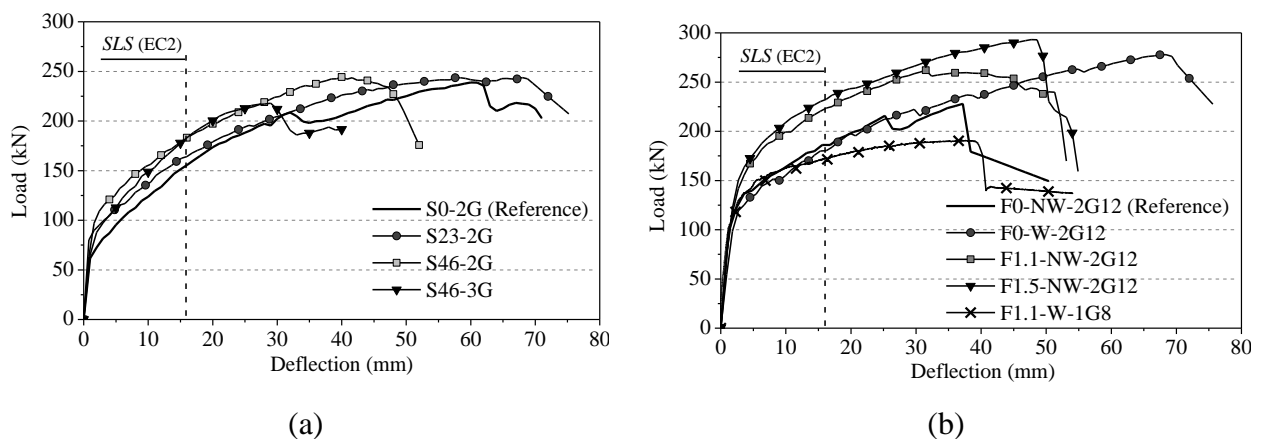 300
250
200
150
100
50
0
Load (kN)
SLS (EC2)
S0-2G (Reference)
S23-2G
S46-2G
S46-3G
0 10 20 30 40 50 60 70 80
Deflection (mm)
(a)
300
250
200
150
100
50
0
Load (kN)
SLS (EC2)
F0-NW-2G12 (Reference)
F0-W-2G12
F1.1-NW-2G12
F1.5-NW-2G12
F1.1-W-1G8
0 10 20 30 40 50 60 70 80
Deflection (mm)
(b)